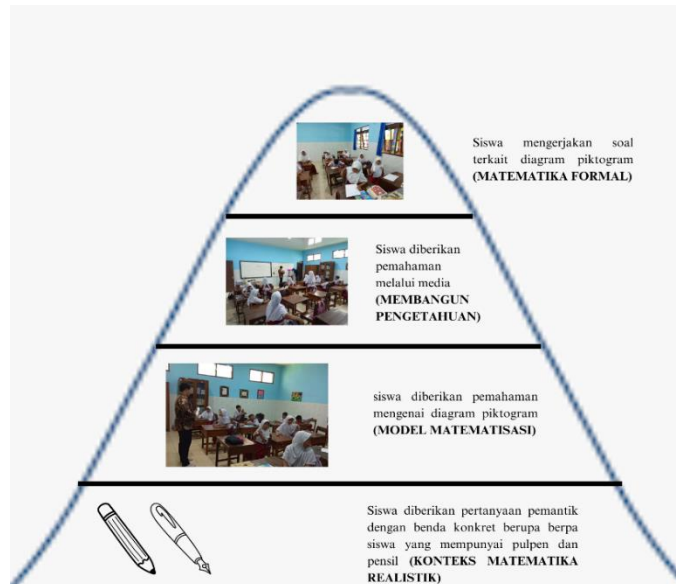 Siswa mengerjakan soal
terkait diagram piktogram
(MATEMATIKA FORMAL)
Siswa diberikan
pemahaman
melalui media
(MEMBANGUN
PENGETAHUAN)
siswa diberikan pemahaman
mengenai diagram piktogram
(MODEL MATEMATISASI)
Siswa diberikan pertanyaan pemantik
dengan benda konkret berupa berpa
siswa yang mempunyai pulpen dan
pensil (KONTEKS MATEMATIKA
REALISTIK)